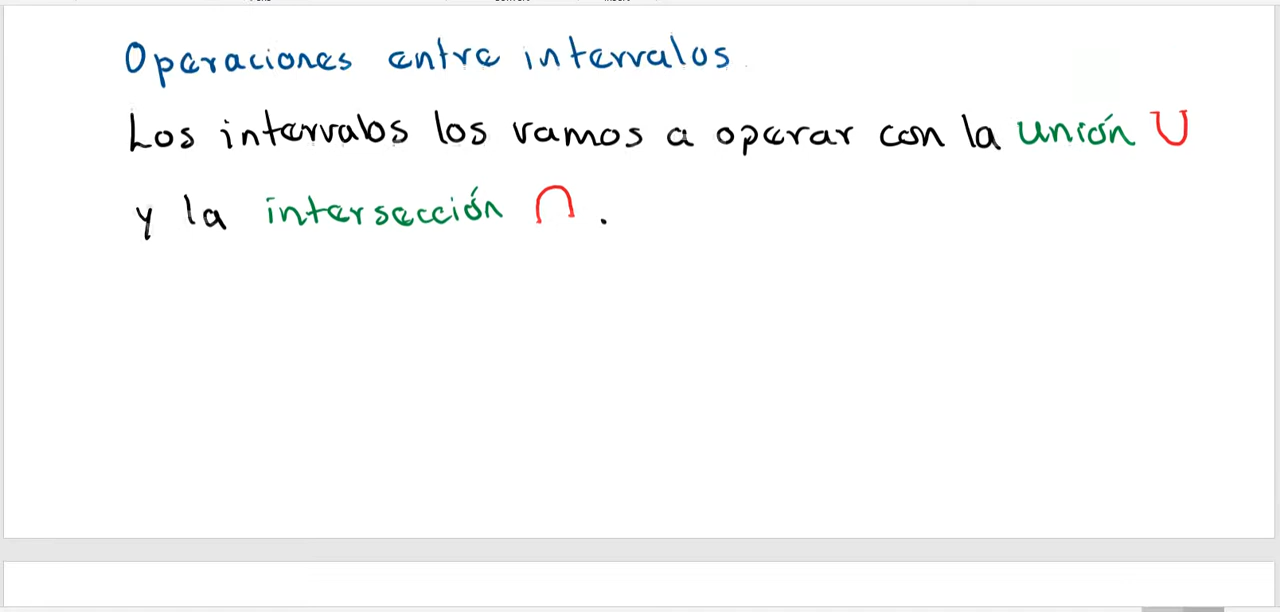 Operaciones entre intervalos
Los intervalos los vamos a operar con la unión ∪
y la intersección ∩.